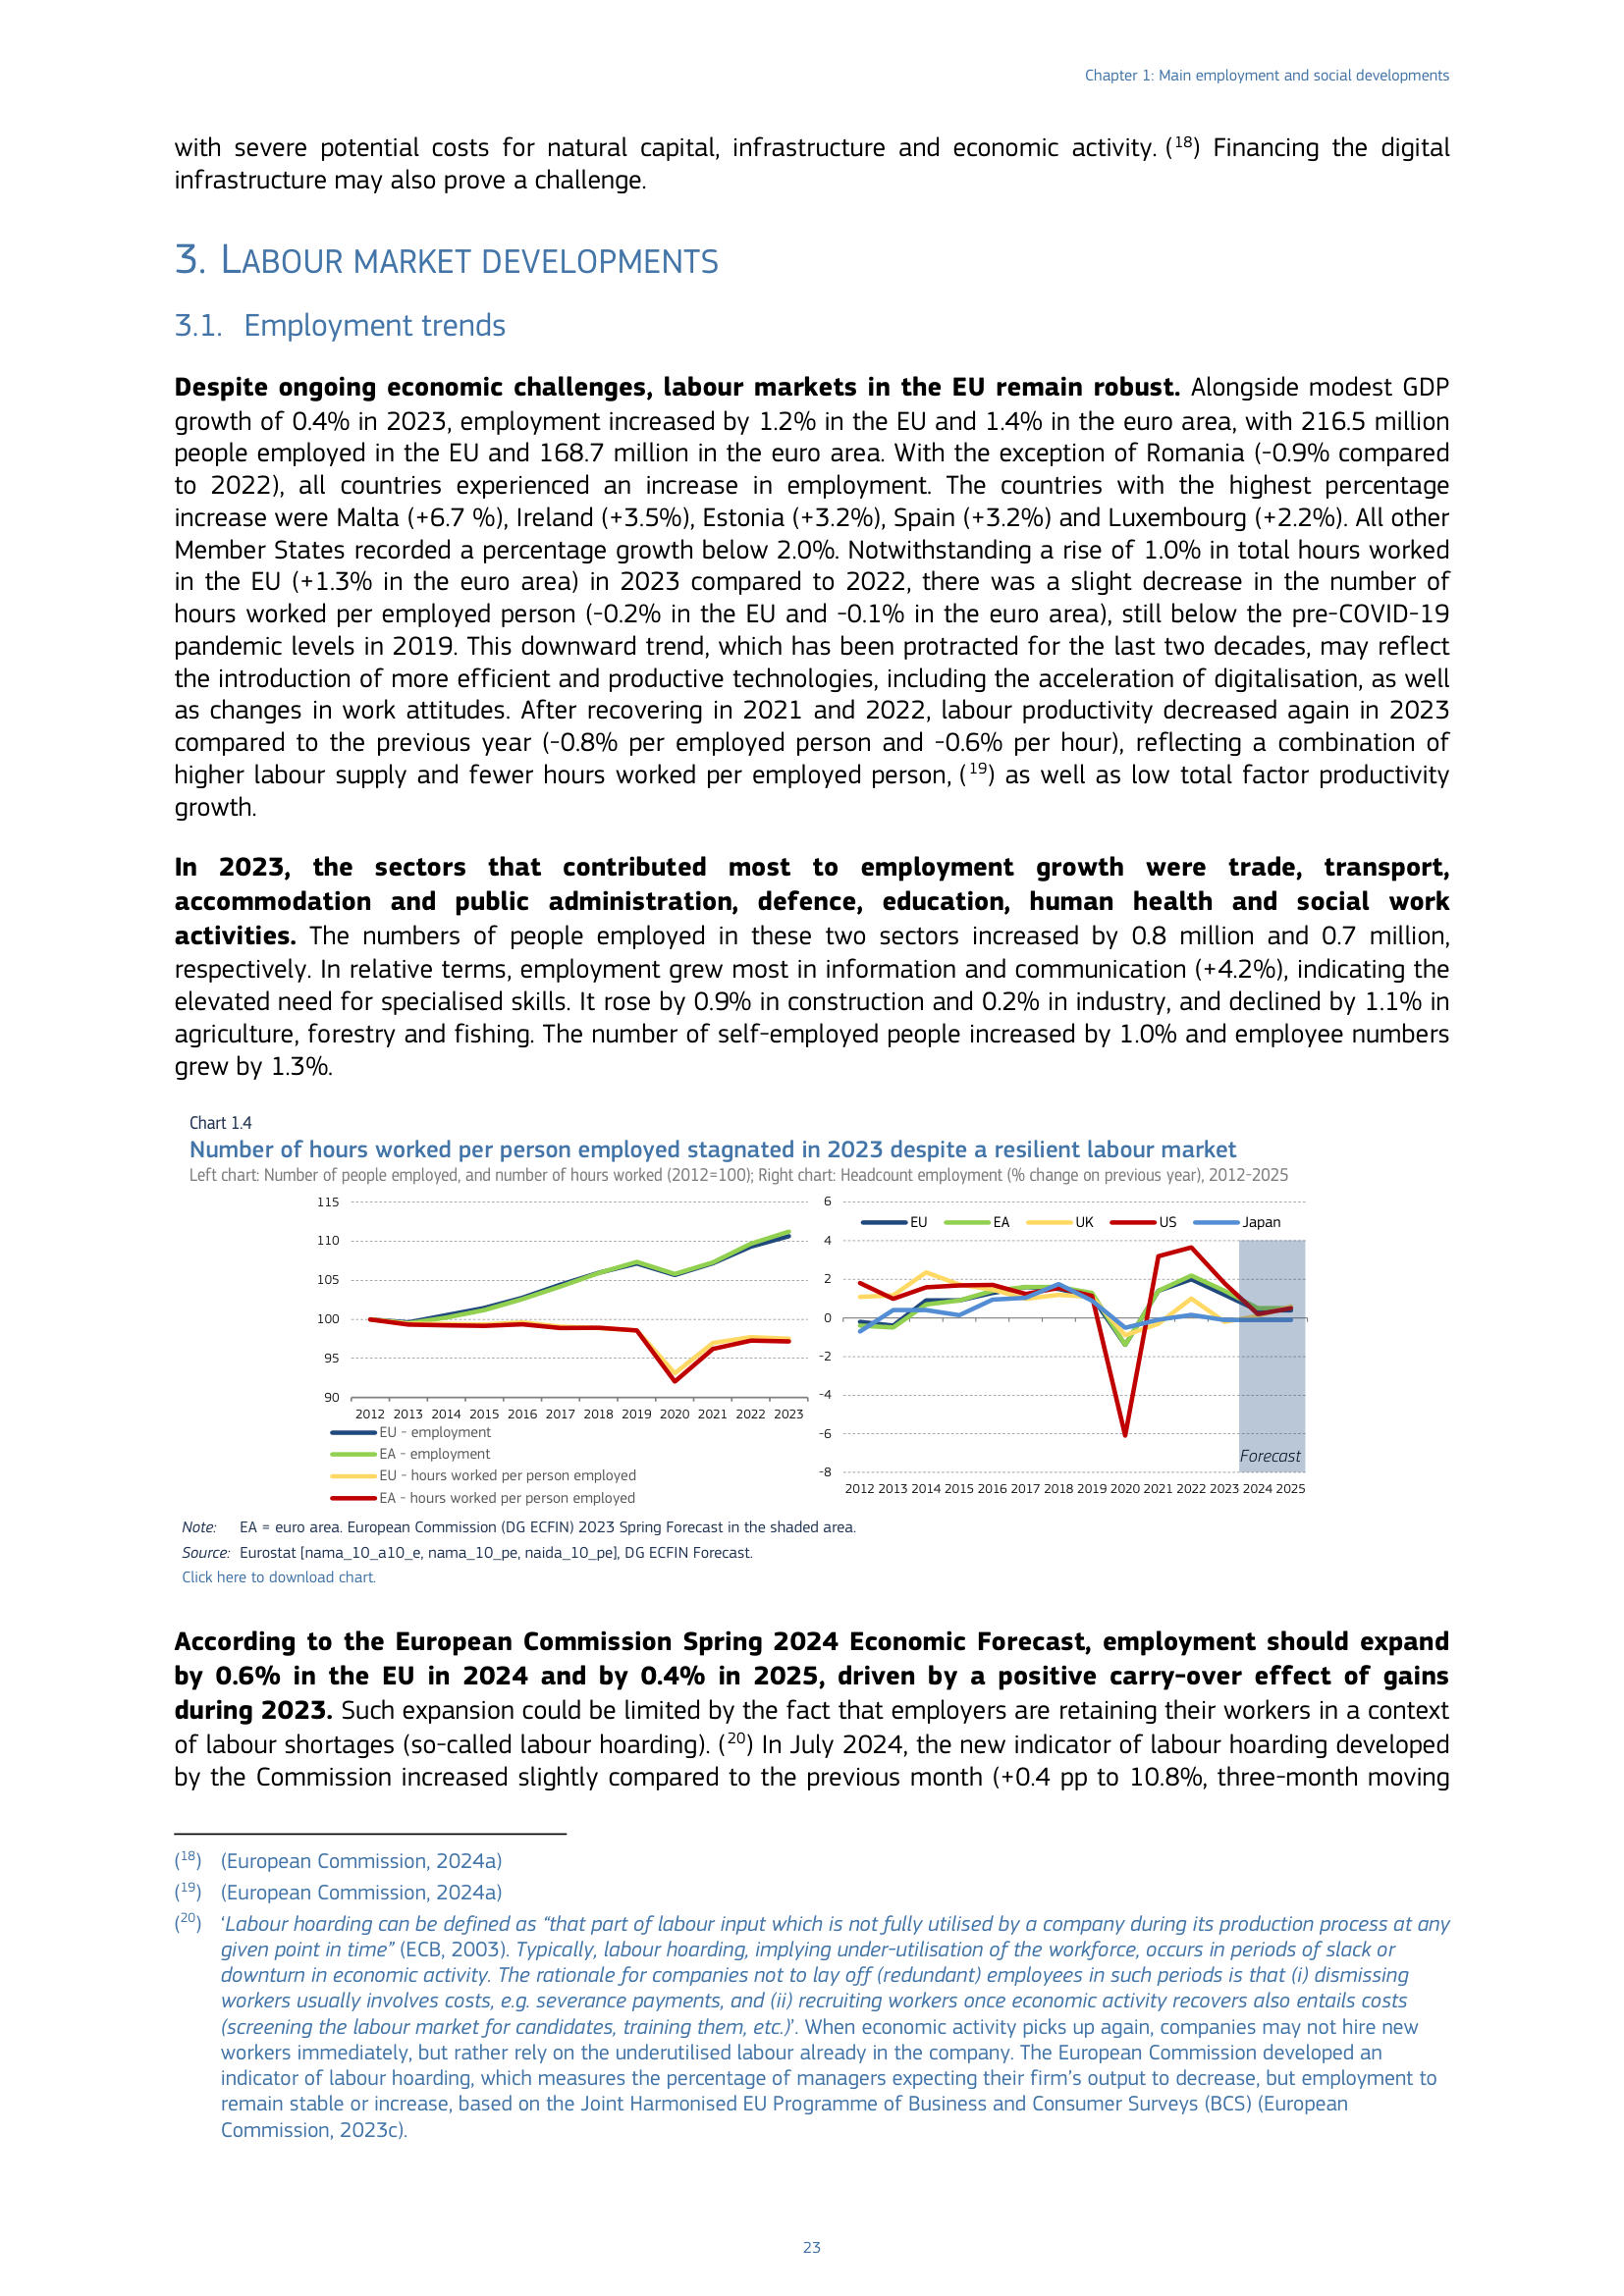 Chapter 1: Main employment and social developments
with severe potential costs for natural capital, infrastructure and economic activity. (18) Financing the digital
infrastructure may also prove a challenge.
3. LABOUR MARKET DEVELOPMENTS
3.1. Employment trends
Despite ongoing economic challenges, labour markets in the EU remain robust. Alongside modest GDP
growth of 0.4% in 2023, employment increased by 1.2% in the EU and 1.4% in the euro area, with 216.5 million
people employed in the EU and 168.7 million in the euro area. With the exception of Romania (-0.9% compared
to 2022), all countries experienced an increase in employment. The countries with the highest percentage
increase were Malta (+6.7 %), Ireland (+3.5%), Estonia (+3.2%), Spain (+3.2%) and Luxembourg (+2.2%). All other
Member States recorded a percentage growth below 2.0%. Notwithstanding a rise of 1.0% in total hours worked
in the EU (+1.3% in the euro area) in 2023 compared to 2022, there was a slight decrease in the number of
hours worked per employed person (-0.2% in the EU and -0.1% in the euro area), still below the pre-COVID-19
pandemic levels in 2019. This downward trend, which has been protracted for the last two decades, may reflect
the introduction of more efficient and productive technologies, including the acceleration of digitalisation, as well
as changes in work attitudes. After recovering in 2021 and 2022, labour productivity decreased again in 2023
compared to the previous year (-0.8% per employed person and -0.6% per hour), reflecting a combination of
higher labour supply and fewer hours worked per employed person, (19) as well as low total factor productivity
growth.
In 2023, the sectors that contributed most to employment growth were trade, transport,
accommodation and public administration, defence, education, human health and social work
activities. The numbers of people employed in these two sectors increased by 0.8 million and 0.7 million,
respectively. In relative terms, employment grew most in information and communication (+4.2%), indicating the
elevated need for specialised skills. It rose by 0.9% in construction and 0.2% in industry, and declined by 1.1% in
agriculture, forestry and fishing. The number of self-employed people increased by 1.0% and employee numbers
grew by 1.3%.
Chart 1.4
Number of hours worked per person employed stagnated in 2023 despite a resilient labour market
Left chart: Number of people employed, and number of hours worked (2012=100); Right chart: Headcount employment (% change on previous year), 2012-2025
115
110
105
100
95
90
2012 2013 2014 2015 2016 2017 2018 2019 2020 2021 2022 2023
EU - employment
EA - employment
EU - hours worked per person employed
EA - hours worked per person employed
6
4
2
0
-2
-4
-6
-8
EU EA UK US Japan
Forecast
2012 2013 2014 2015 2016 2017 2018 2019 2020 2021 2022 2023 2024 2025
Note: EA = euro area. European Commission (DG ECFIN) 2023 Spring Forecast in the shaded area.
Source: Eurostat [nama_10_a10_e, nama_10_pe, naida_10_pe], DG ECFIN Forecast.
Click here to download chart.
According to the European Commission Spring 2024 Economic Forecast, employment should expand
by 0.6% in the EU in 2024 and by 0.4% in 2025, driven by a positive carry-over effect of gains
during 2023. Such expansion could be limited by the fact that employers are retaining their workers in a context
of labour shortages (so-called labour hoarding). (20) In July 2024, the new indicator of labour hoarding developed
by the Commission increased slightly compared to the previous month (+0.4 pp to 10.8%, three-month moving
(18) (European Commission, 2024a)
(19) (European Commission, 2024a)
(20) ‘Labour hoarding can be defined as “that part of labour input which is not fully utilised by a company during its production process at any
given point in time” (ECB, 2003). Typically, labour hoarding, implying under-utilisation of the workforce, occurs in periods of slack or
downturn in economic activity. The rationale for companies not to lay off (redundant) employees in such periods is that (i) dismissing
workers usually involves costs, e.g. severance payments, and (ii) recruiting workers once economic activity recovers also entails costs
(screening the labour market for candidates, training them, etc.)’. When economic activity picks up again, companies may not hire new
workers immediately, but rather rely on the underutilised labour already in the company. The European Commission developed an
indicator of labour hoarding, which measures the percentage of managers expecting their firm’s output to decrease, but employment to
remain stable or increase, based on the Joint Harmonised EU Programme of Business and Consumer Surveys (BCS) (European
Commission, 2023c).
23